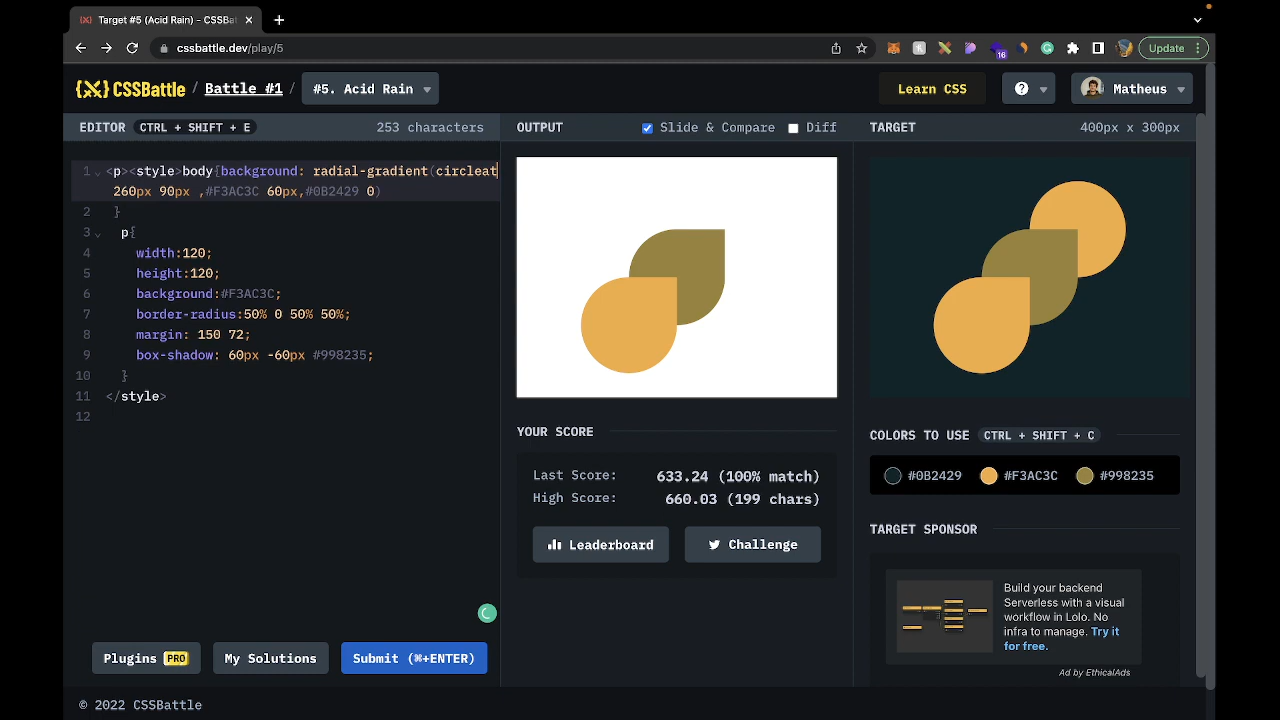 Target #5 (Acid Rain) – CSSBat
cssbattle.dev/play/5
16
Update
CSSBattle / Battle #1 / #5. Acid Rain
Learn CSS
Matheus
EDITOR CTRL + SHIFT + E 253 characters
OUTPUT Slide & Compare Diff
TARGET 400px x 300px
1 <p><style>body{background: radial-gradient(circleat
260px 90px ,#F3AC3C 60px,#0B2429 0)
2 }
3 p{
4 width:120;
5 height:120;
6 background:#F3AC3C;
7 border-radius:50% 0 50% 50%;
8 margin: 150 72;
9 box-shadow: 60px -60px #998235;
10 }
11 </style>
12
YOUR SCORE
Last Score: 633.24 (100% match)
High Score: 660.03 (199 chars)
Leaderboard
Challenge
COLORS TO USE CTRL + SHIFT + C
#0B2429 #F3AC3C #998235
TARGET SPONSOR
Build your backend
Serverless with a visual
workflow in Lolo. No
infra to manage. Try it
for free.
Ad by EthicalAds
Plugins PRO
My Solutions
Submit (⌘+ENTER)
© 2022 CSSBattle